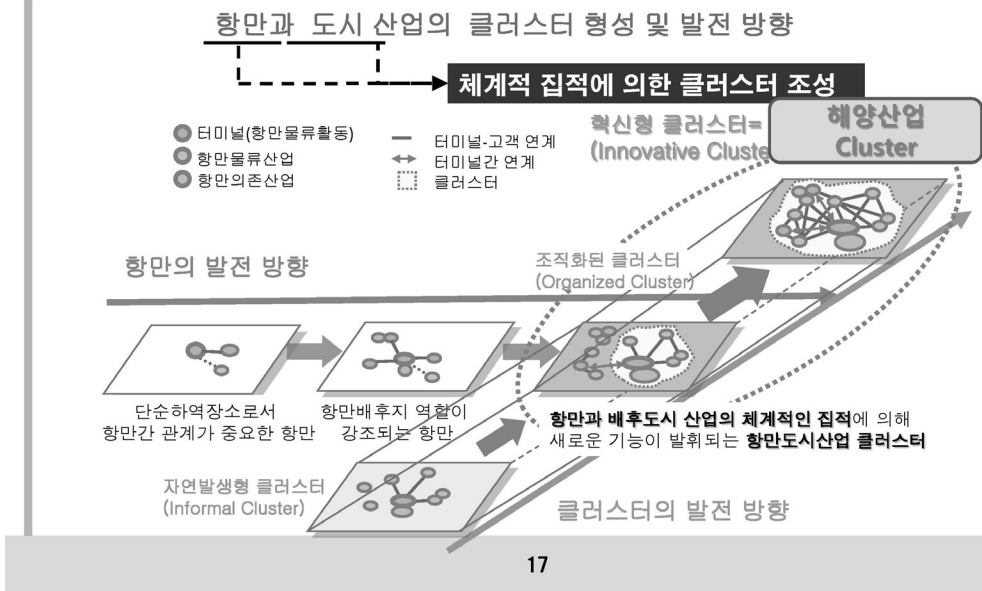 항만과 도시 산업의 클러스터 형성 및 발전 방향
체계적 집적에 의한 클러스터 조성
터미널(항만물류활동)
항만물류산업
항만의존산업
터미널-고객 연계
터미널간 연계
클러스터
혁신형 클러스터=
(Innovative Cluste
해양산업
Cluster
항만의 발전 방향
조직화된 클러스터
(Organized Cluster)
단순하역장소로서
항만간 관계가 중요한 항만
항만배후지 역할이
강조되는 항만
항만과 배후도시 산업의 체계적인 집적에 의해
새로운 기능이 발휘되는 항만도시산업 클러스터
자연발생형 클러스터
(Informal Cluster)
클러스터의 발전 방향
17